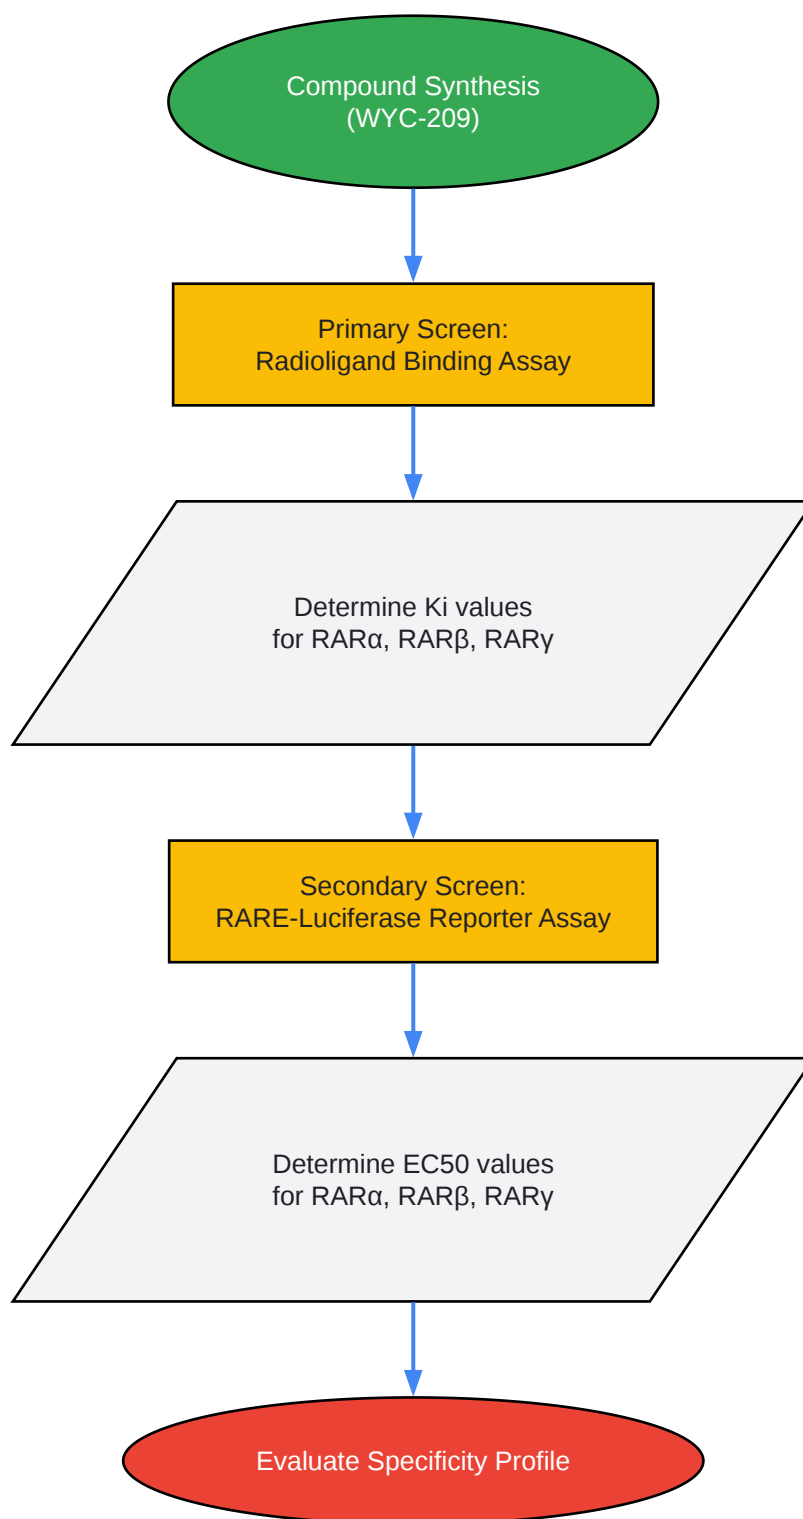 Compound Synthesis
(WYC-209)
Primary Screen:
Radioligand Binding Assay
Determine Ki values
for RARα, RARβ, RARγ
Secondary Screen:
RARE-Luciferase Reporter Assay
Determine EC50 values
for RARα, RARβ, RARγ
Evaluate Specificity Profile